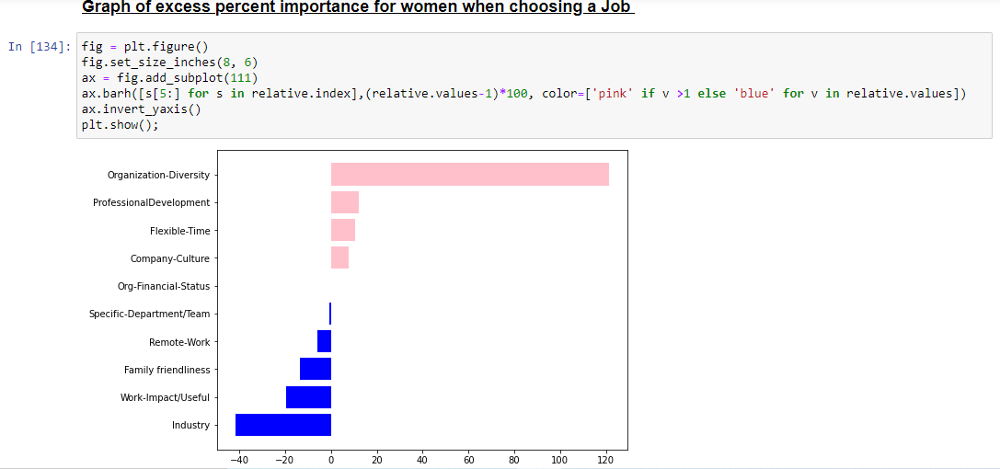 Graph of excess percent importance for women when choosing a Job
In [134]:
fig = plt.figure()
fig.set_size_inches(8, 6)
ax = fig.add_subplot(111)
ax.barh([s[5:] for s in relative.index],(relative.values-1)*100, color=['pink' if v >1 else 'blue' for v in relative.values])
ax.invert_yaxis()
plt.show();
Organization-Diversity
ProfessionalDevelopment
Flexible-Time
Company-Culture
Org-Financial-Status
Specific-Department/Team
Remote-Work
Family friendliness
Work-Impact/Useful
Industry
−40 −20 0 20 40 60 80 100 120